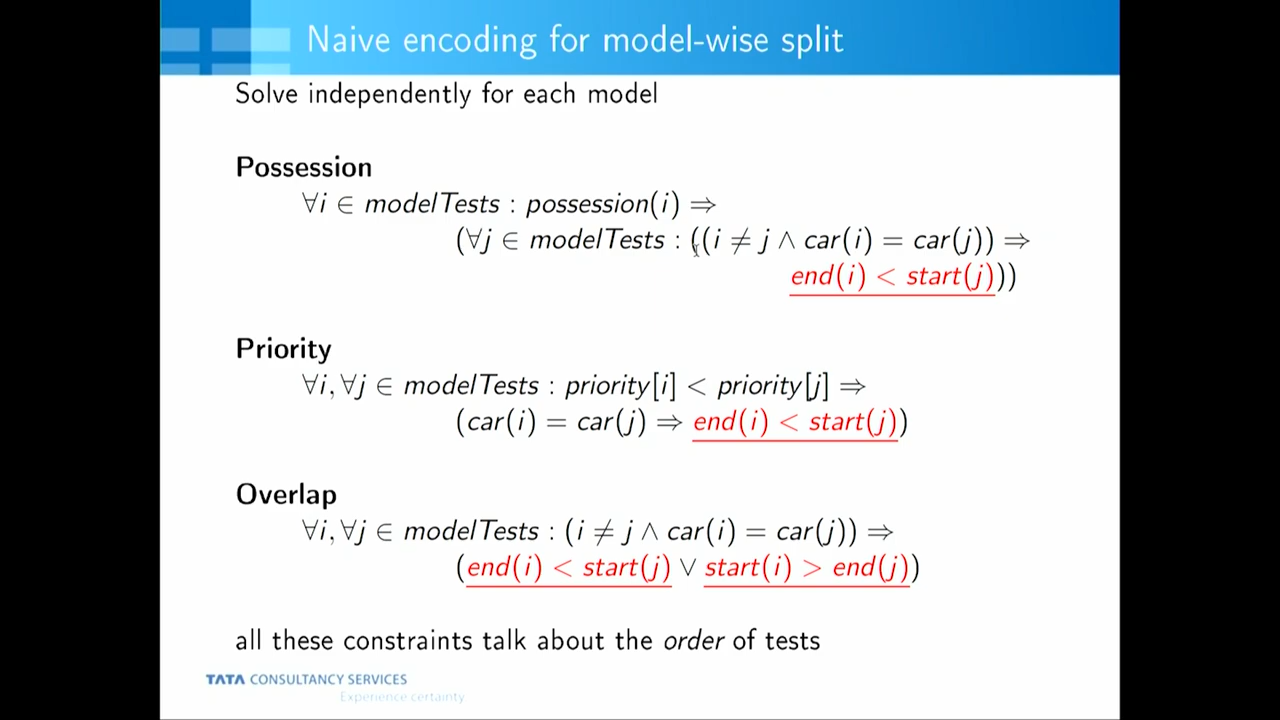 Naive encoding for model-wise split
Solve independently for each model
Possession
∀i ∈ modelTests : possession(i) ⇒
(∀j ∈ modelTests : ((i ≠ j ∧ car(i) = car(j)) ⇒
end(i) < start(j)))
Priority
∀i, ∀j ∈ modelTests : priority[i] < priority[j] ⇒
(car(i) = car(j) ⇒ end(i) < start(j))
Overlap
∀i, ∀j ∈ modelTests : (i ≠ j ∧ car(i) = car(j)) ⇒
(end(i) < start(j) ∨ start(i) > end(j))
all these constraints talk about the order of tests
TATA CONSULTANCY SERVICES
Experience certainty